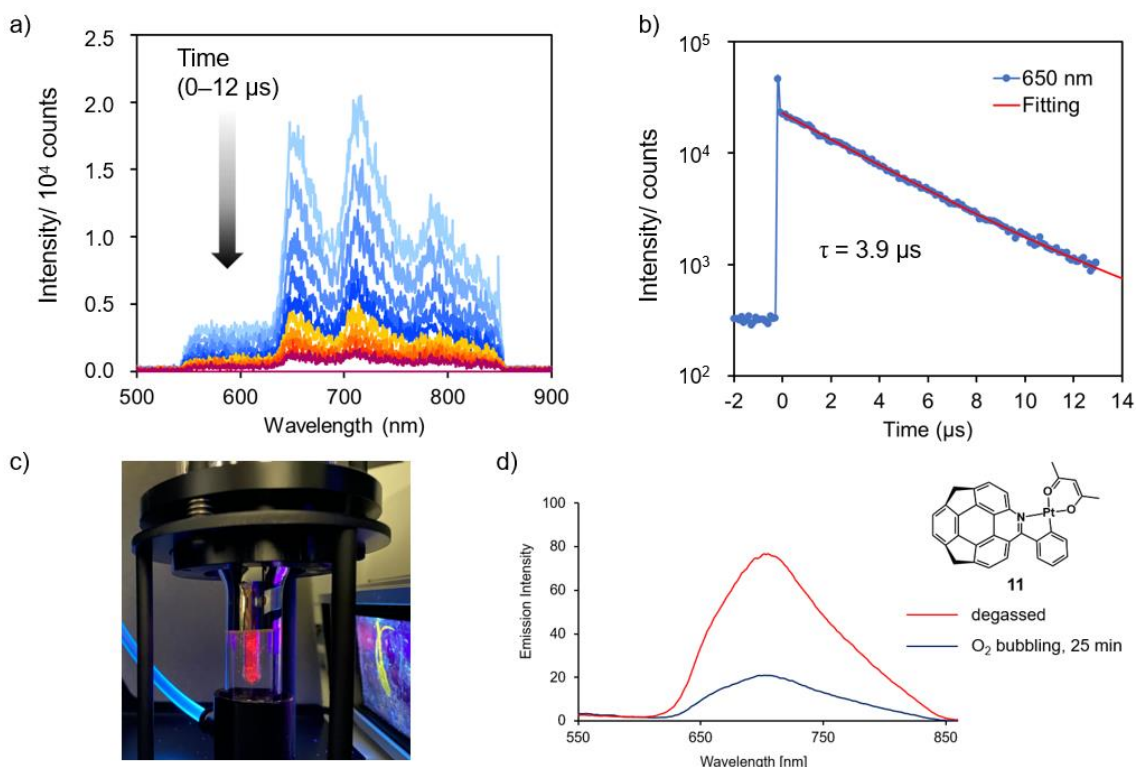 a)
2.5
2.0
1.5
1.0
0.5
0.0
Intensity/ 10⁴ counts
Time
(0–12 µs)
500 600 700 800 900
Wavelength (nm)
b)
10⁵
10⁴
10³
10²
Intensity/ counts
650 nm
Fitting
τ = 3.9 µs
-2 0 2 4 6 8 10 12 14
Time (µs)
c)
d)
100
80
60
40
20
0
Emission Intensity
O
N Pt O
11
degassed
O₂ bubbling, 25 min
550 650 750 850
Wavelength [nm]